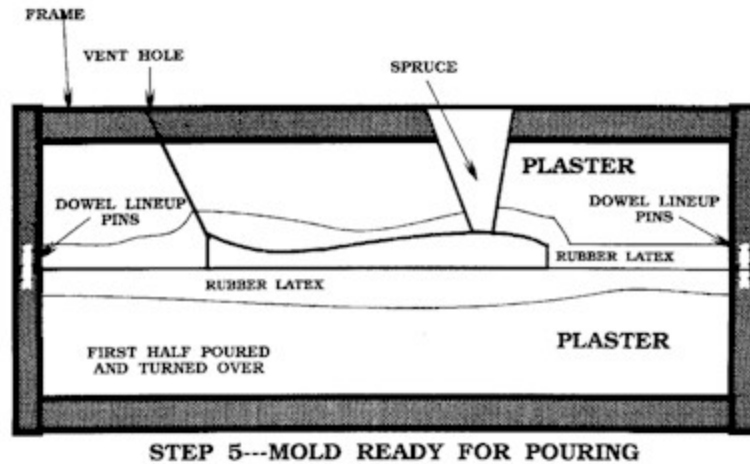 FRAME
VENT HOLE
SPRUCE
PLASTER
DOWEL LINEUP
PINS
DOWEL LINEUP
PINS
RUBBER LATEX
RUBBER LATEX
PLASTER
FIRST HALF POURED
AND TURNED OVER
STEP 5---MOLD READY FOR POURING